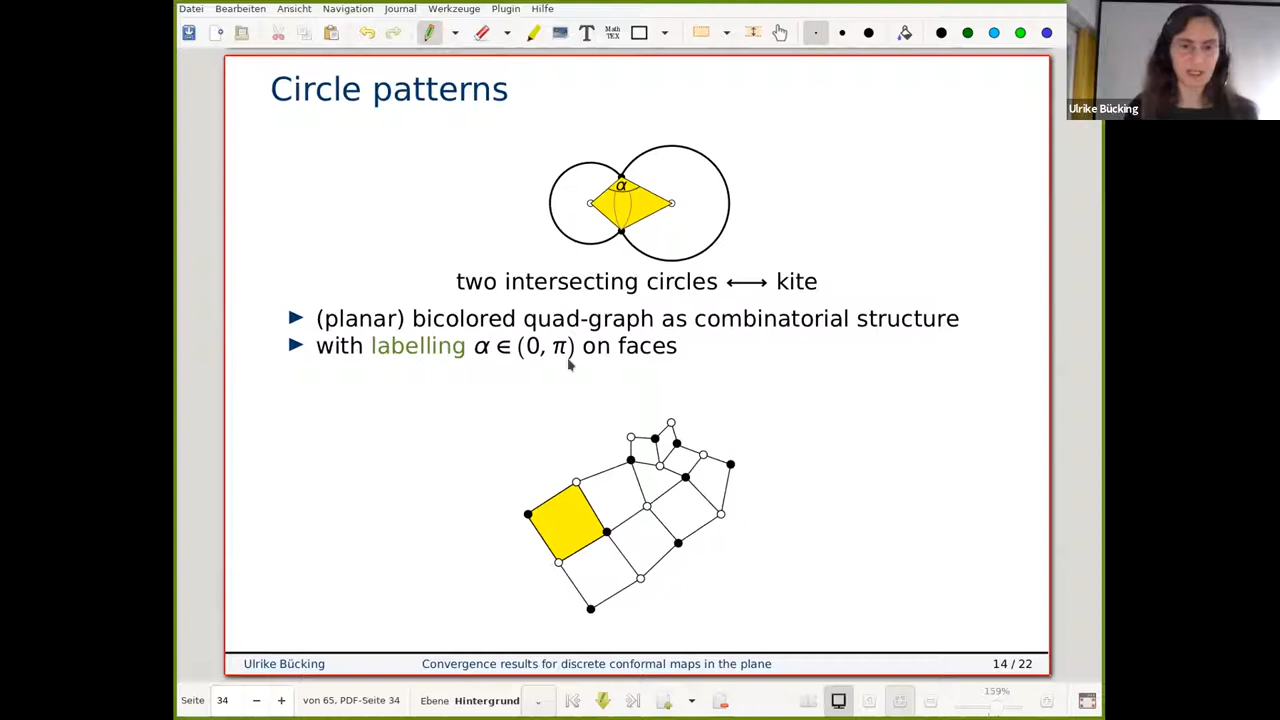 Datei Bearbeiten Ansicht Navigation Journal Werkzeuge Plugin Hilfe
T Math TEX
Ulrike Bücking
Circle patterns
α
two intersecting circles ⟷ kite
► (planar) bicolored quad-graph as combinatorial structure
► with labelling α ∈ (0, π) on faces
Ulrike Bücking Convergence results for discrete conformal maps in the plane 14 / 22
Seite 34 von 65, PDF-Seite 34 Ebene Hintergrund 159%